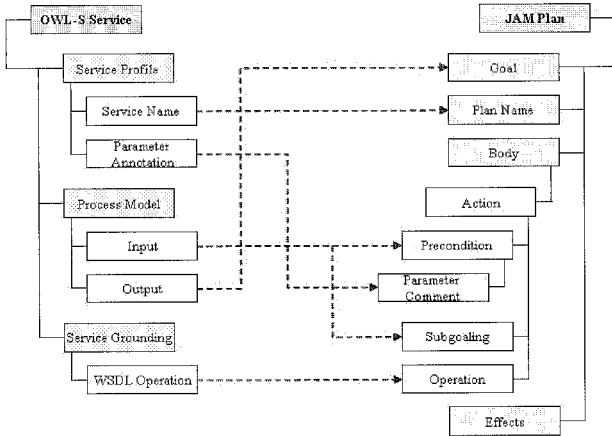 OWL-S Service
JAM Plan
Service Profile
Goal
Service Name
Plan Name
Parameter
Annotation
Body
Process Model
Action
Input
Precondition
Output
Parameter
Comment
Service Grounding
Subgoaling
WSDL Operation
Operation
Effects